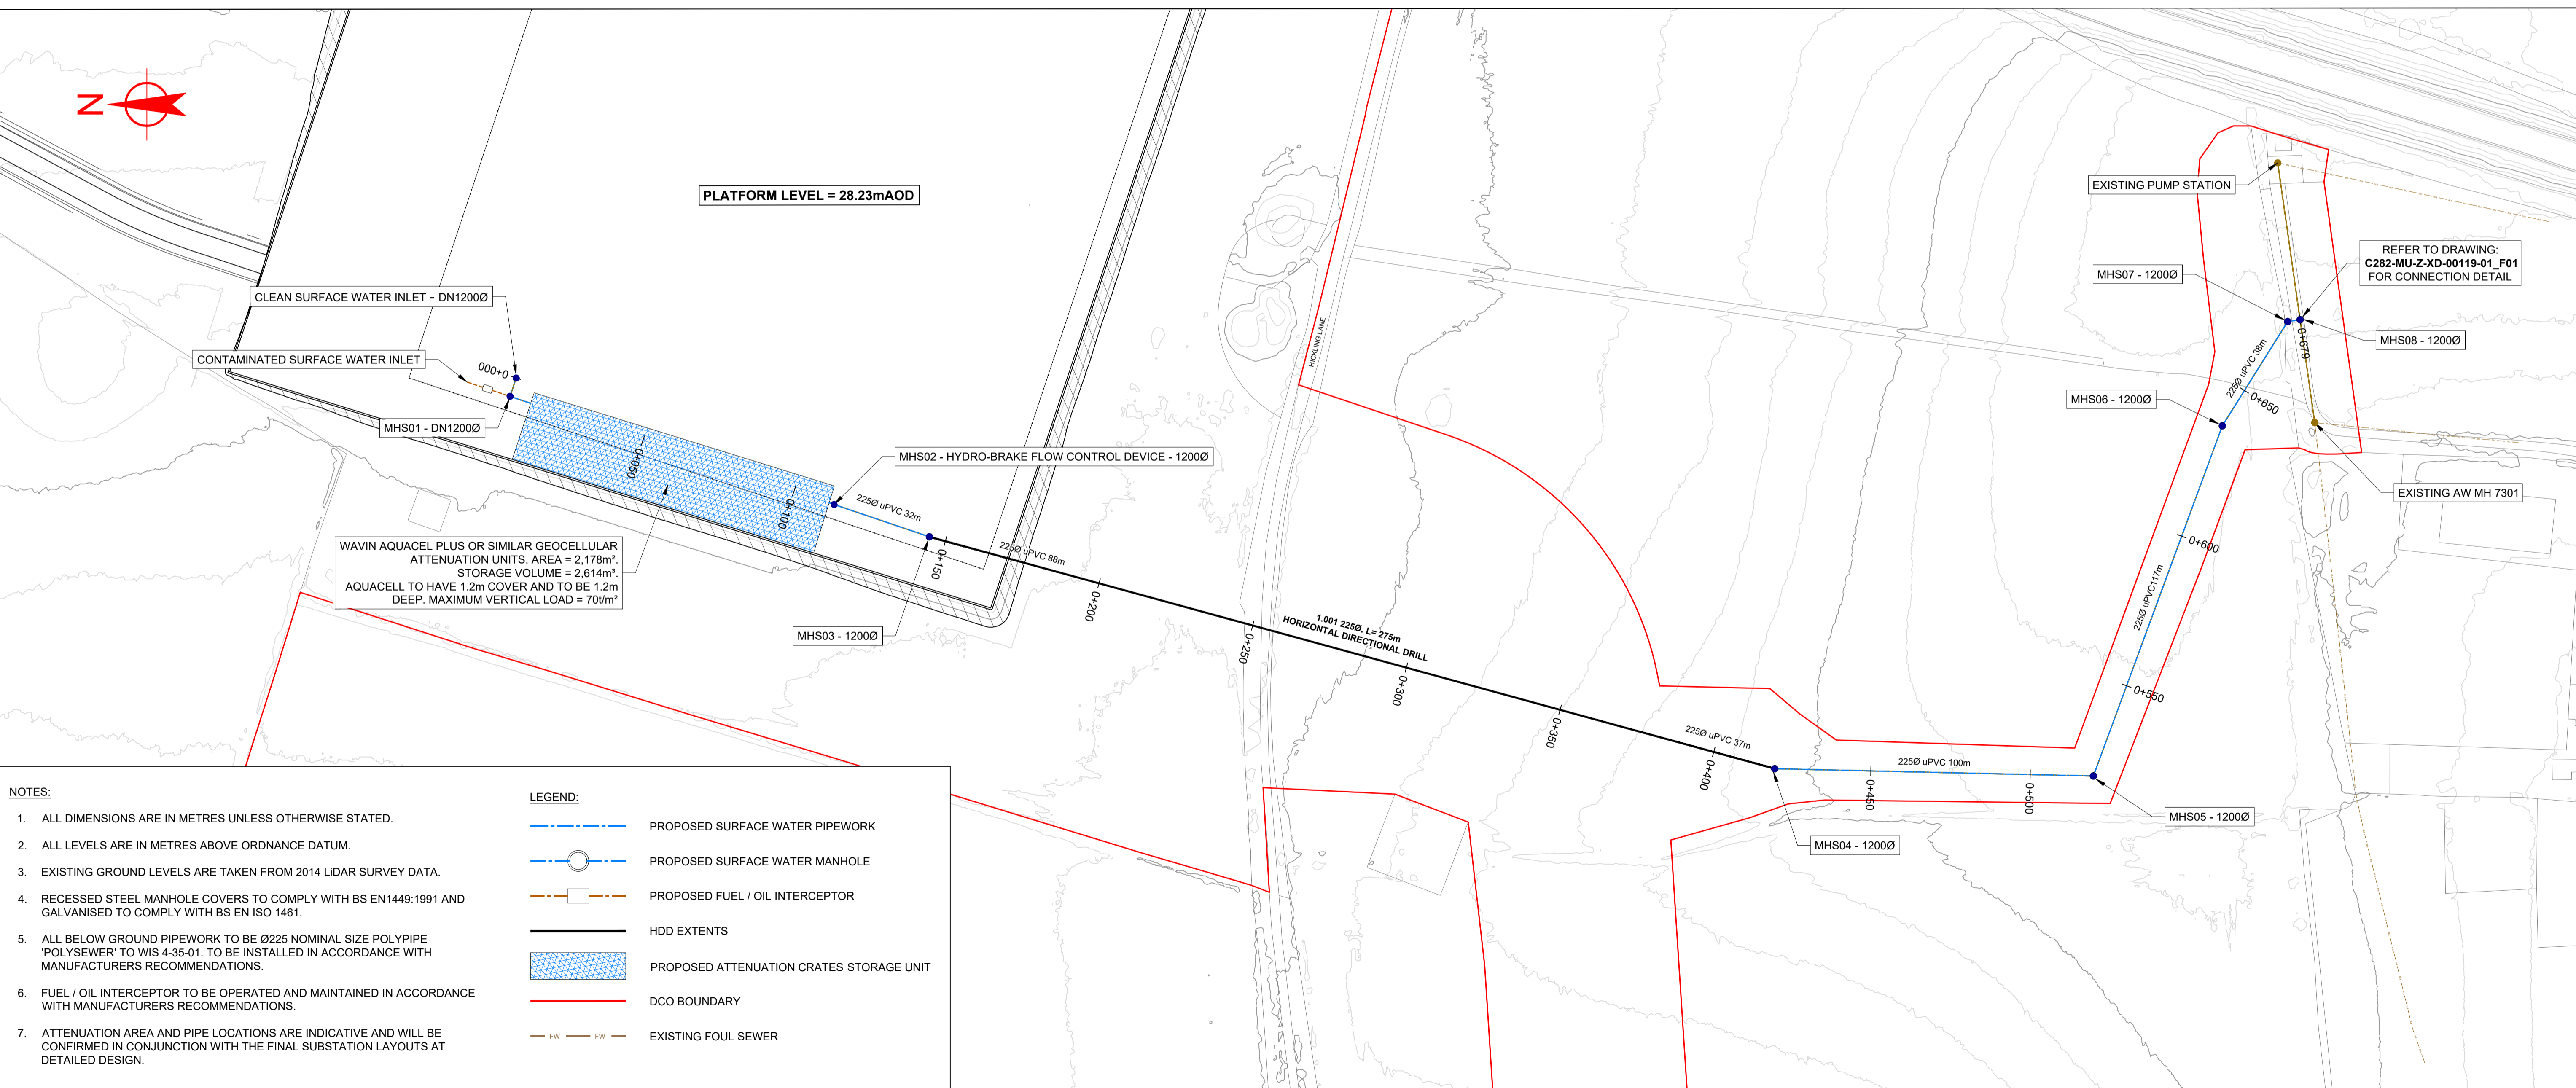 N
PLATFORM LEVEL = 28.23mAOD
CLEAN SURFACE WATER INLET - DN1200Ø
CONTAMINATED SURFACE WATER INLET
0+000
MHS01 - DN1200Ø
0+050
0+100
MHS02 - HYDRO-BRAKE FLOW CONTROL DEVICE - 1200Ø
225Ø uPVC 32m
WAVIN AQUACEL PLUS OR SIMILAR GEOCELLULAR
ATTENUATION UNITS. AREA = 2,178m².
STORAGE VOLUME = 2,614m³.
AQUACELL TO HAVE 1.2m COVER AND TO BE 1.2m
DEEP. MAXIMUM VERTICAL LOAD = 70t/m²
MHS03 - 1200Ø
0+150
225Ø uPVC 88m
0+200
0+250
HICKLING LANE
1.001 225Ø. L= 275m
HORIZONTAL DIRECTIONAL DRILL
0+300
0+350
225Ø uPVC 37m
0+400
MHS04 - 1200Ø
0+450
225Ø uPVC 100m
0+500
MHS05 - 1200Ø
0+550
225Ø uPVC117m
0+600
MHS06 - 1200Ø
0+650
225Ø uPVC 38m
MHS07 - 1200Ø
0+679
MHS08 - 1200Ø
EXISTING PUMP STATION
REFER TO DRAWING:
C282-MU-Z-XD-00119-01_F01
FOR CONNECTION DETAIL
EXISTING AW MH 7301
NOTES:
1. ALL DIMENSIONS ARE IN METRES UNLESS OTHERWISE STATED.
2. ALL LEVELS ARE IN METRES ABOVE ORDNANCE DATUM.
3. EXISTING GROUND LEVELS ARE TAKEN FROM 2014 LiDAR SURVEY DATA.
4. RECESSED STEEL MANHOLE COVERS TO COMPLY WITH BS EN1449:1991 AND
GALVANISED TO COMPLY WITH BS EN ISO 1461.
5. ALL BELOW GROUND PIPEWORK TO BE Ø225 NOMINAL SIZE POLYPIPE
'POLYSEWER' TO WIS 4-35-01. TO BE INSTALLED IN ACCORDANCE WITH
MANUFACTURERS RECOMMENDATIONS.
6. FUEL / OIL INTERCEPTOR TO BE OPERATED AND MAINTAINED IN ACCORDANCE
WITH MANUFACTURERS RECOMMENDATIONS.
7. ATTENUATION AREA AND PIPE LOCATIONS ARE INDICATIVE AND WILL BE
CONFIRMED IN CONJUNCTION WITH THE FINAL SUBSTATION LAYOUTS AT
DETAILED DESIGN.
LEGEND:
PROPOSED SURFACE WATER PIPEWORK
PROPOSED SURFACE WATER MANHOLE
PROPOSED FUEL / OIL INTERCEPTOR
HDD EXTENTS
PROPOSED ATTENUATION CRATES STORAGE UNIT
DCO BOUNDARY
FW FW EXISTING FOUL SEWER